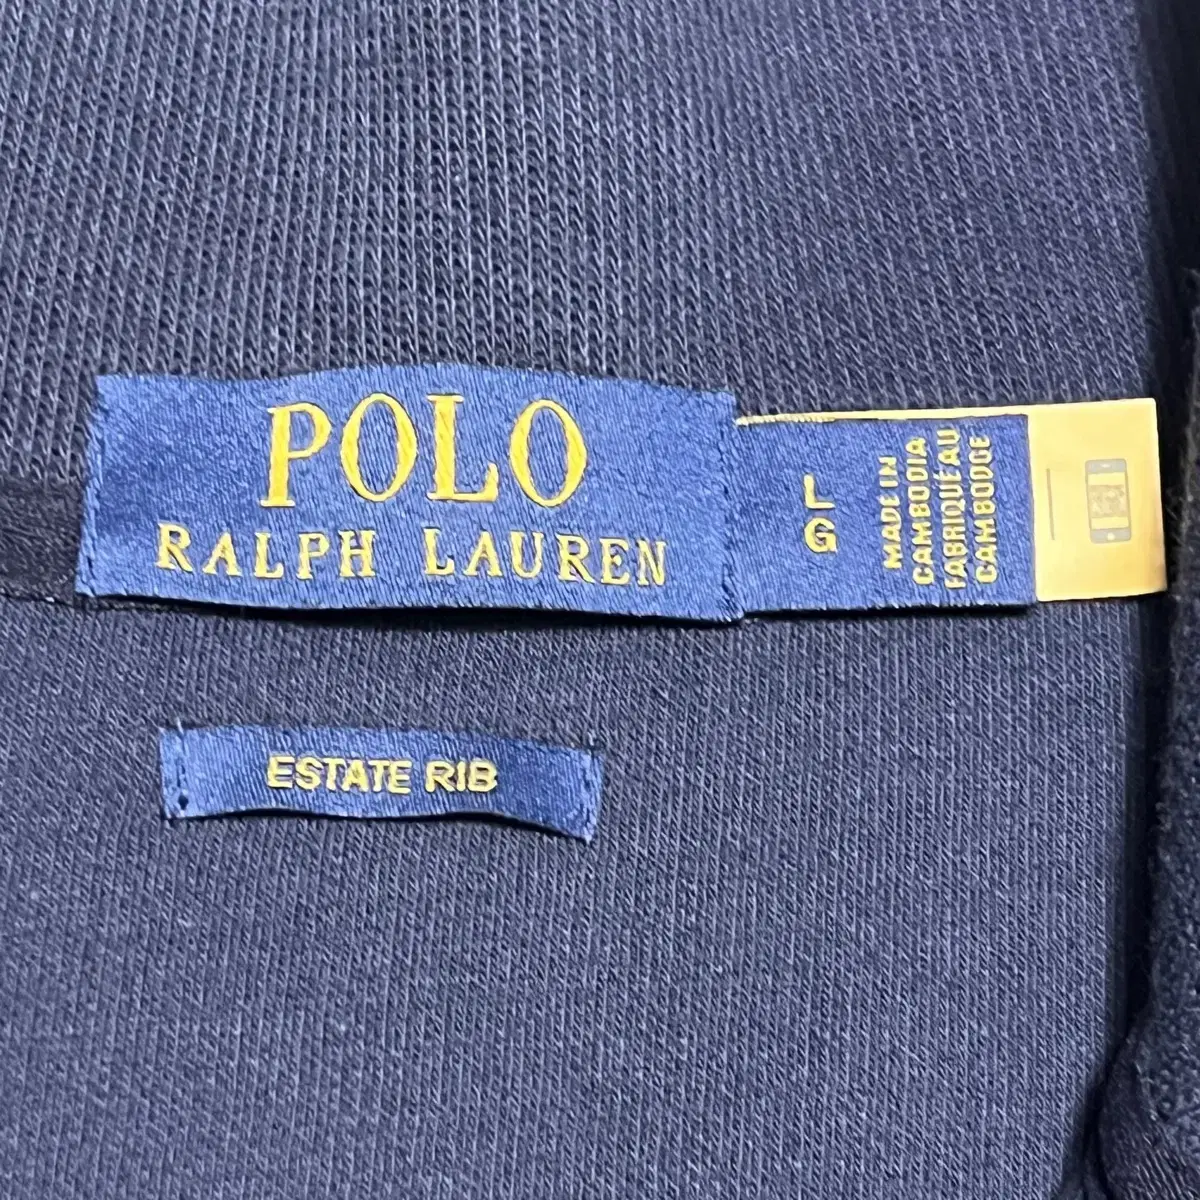 POLO
RALPH LAUREN
L
G
MADE IN
CAMBODIA
FABRIQUÉ AU
CAMBODGE
ESTATE RIB